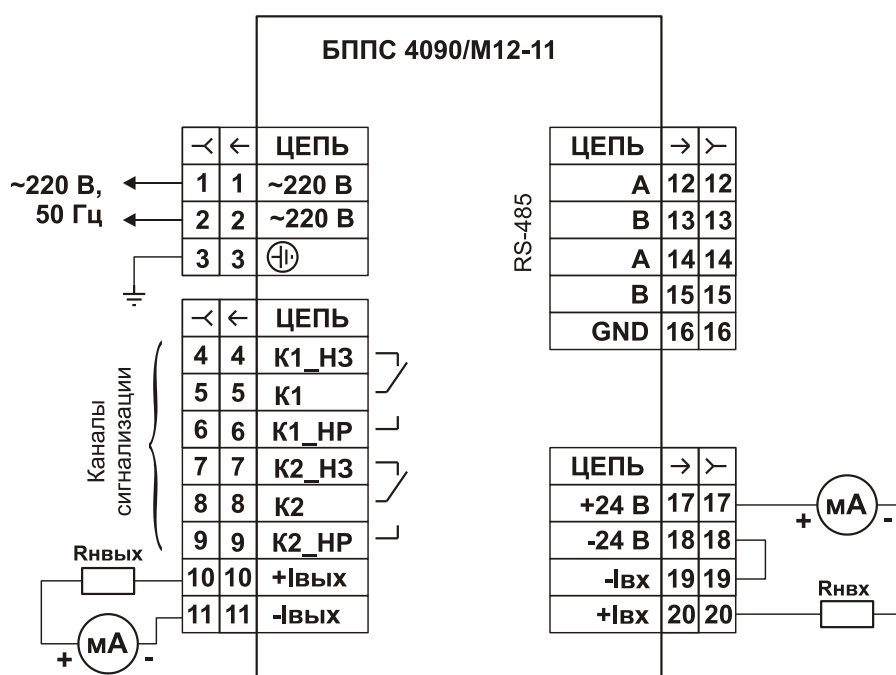 БППС 4090/М12-11
ЦЕПЬ
~220 В,
50 Гц
1 1 ~220 В
2 2 ~220 В
3 3
ЦЕПЬ
Каналы
сигнализации
4 4 К1_НЗ
5 5 К1
6 6 К1_НР
7 7 К2_НЗ
8 8 К2
9 9 К2_НР
10 10 +Iвых
11 11 -Iвых
Rнвых
+ мА -
RS-485
ЦЕПЬ
А 12 12
В 13 13
А 14 14
В 15 15
GND 16 16
ЦЕПЬ
+24 В 17 17
-24 В 18 18
-Iвх 19 19
+Iвх 20 20
+ мА -
Rнвх